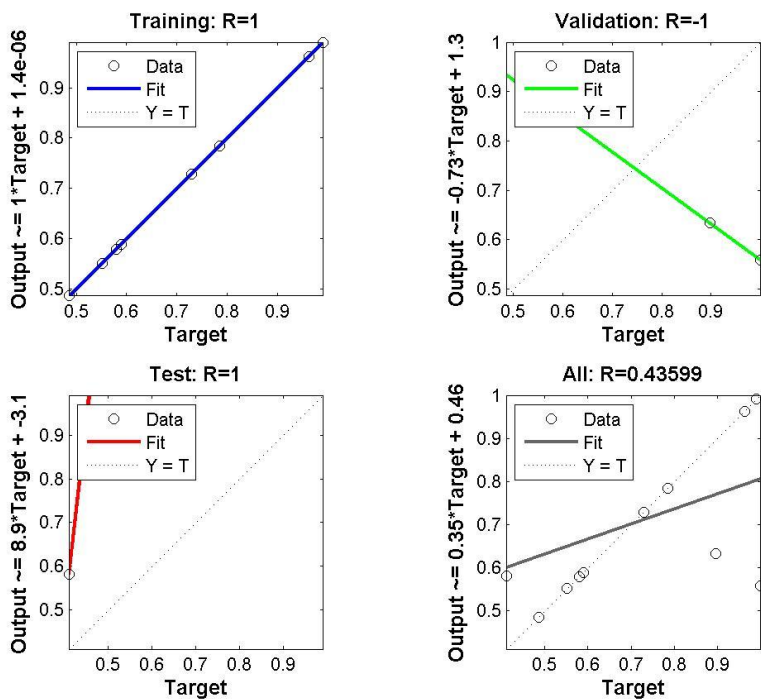 Training: R=1
Output ~= 1*Target + 1.4e-06
Data
Fit
Y = T
0.9
0.8
0.7
0.6
0.5
0.5 0.6 0.7 0.8 0.9
Target
Validation: R=-1
Output ~= -0.73*Target + 1.3
Data
Fit
Y = T
1
0.9
0.8
0.7
0.6
0.5
0.5 0.6 0.7 0.8 0.9
Target
Test: R=1
Output ~= 8.9*Target + -3.1
Data
Fit
Y = T
0.9
0.8
0.7
0.6
0.5
0.5 0.6 0.7 0.8 0.9
Target
All: R=0.43599
Output ~= 0.35*Target + 0.46
Data
Fit
Y = T
1
0.9
0.8
0.7
0.6
0.5
0.5 0.6 0.7 0.8 0.9 1
Target